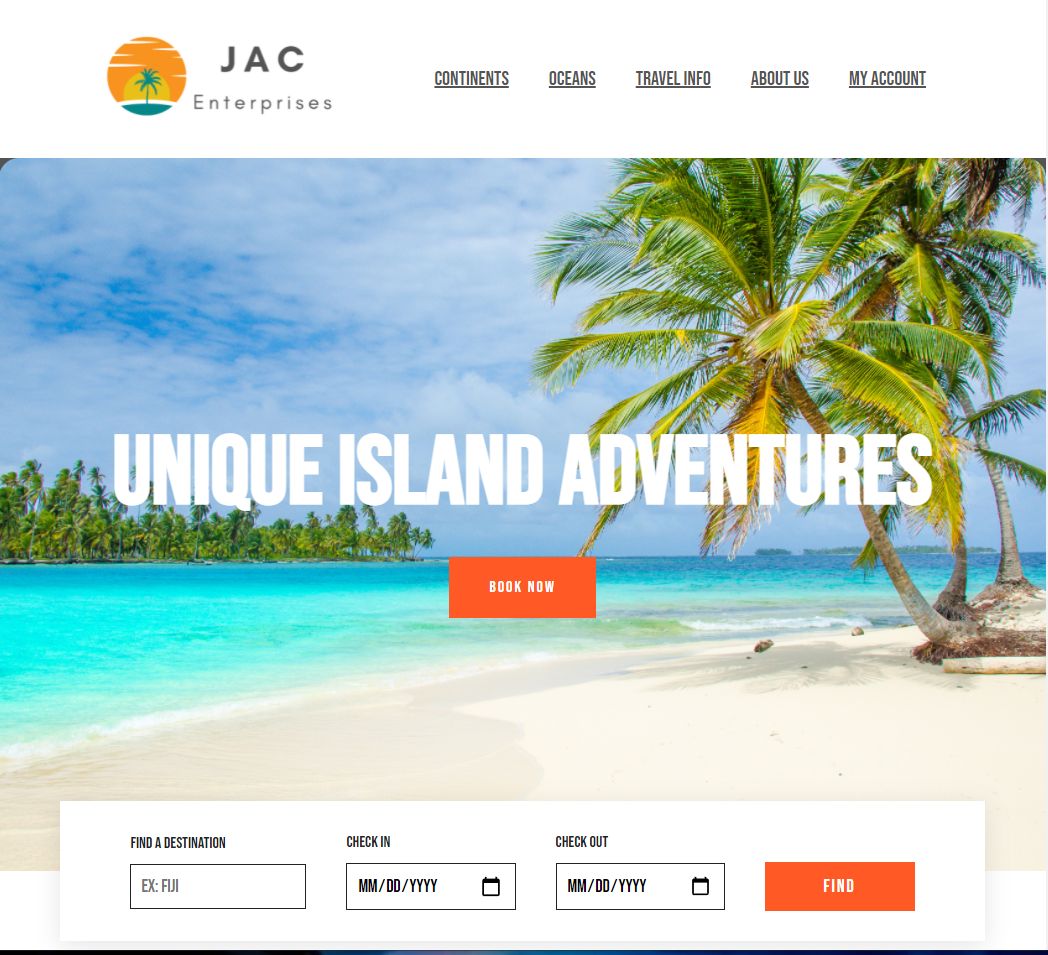 JAC
Enterprises
CONTINENTS OCEANS TRAVEL INFO ABOUT US MY ACCOUNT
UNIQUE ISLAND ADVENTURES
BOOK NOW
FIND A DESTINATION CHECK IN CHECK OUT
EX: FIJI MM/DD/YYYY MM/DD/YYYY FIND